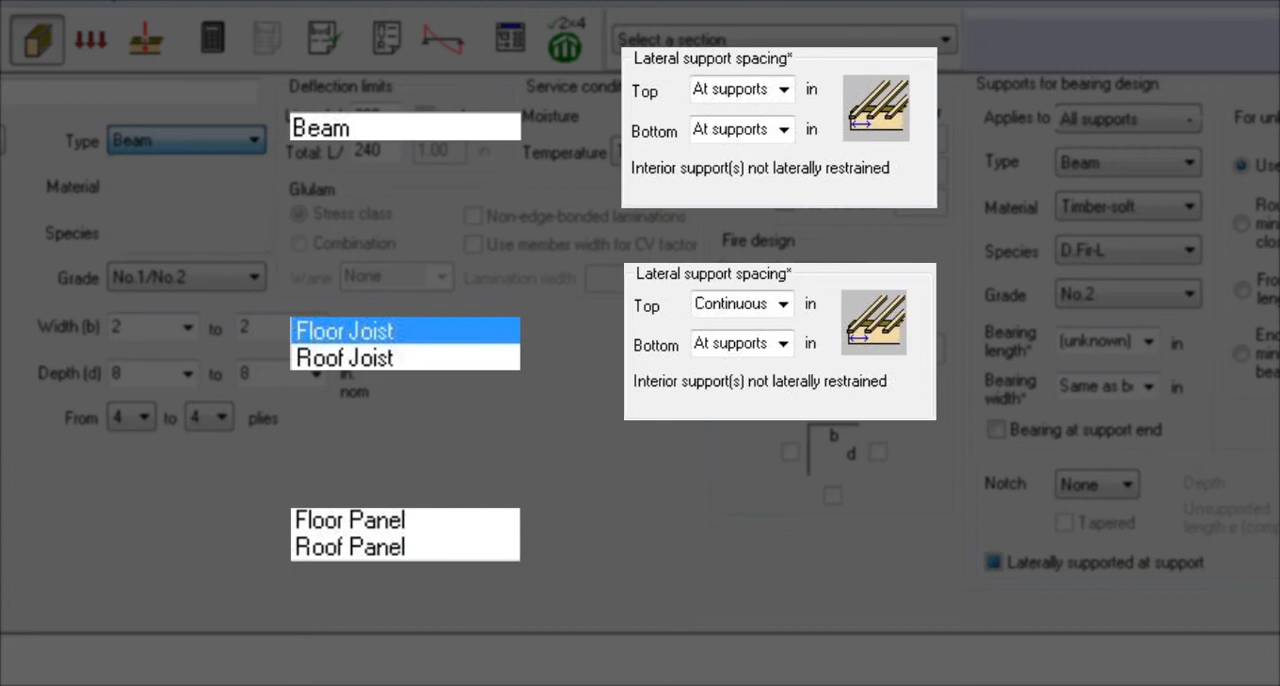 2×4
Select a section
Lateral support spacing*
Top At supports in
Bottom At supports in
Interior support(s) not laterally restrained
Deflection limits
Service condi
Supports for bearing design
Type Beam
Beam
Total: L/ 240 1.00 in
Moisture
Temperature
Applies to All supports
For un
Type Beam
Use
Material
Glulam
Stress class
Non-edge-bonded laminations
Material Timber-soft
Species
Combination
Use member width for CV factor
Fire design
Species D.Fir-L
Grade No.1/No.2
Wane None
Lamination width
Lateral support spacing*
Top Continuous in
Bottom At supports in
Interior support(s) not laterally restrained
Grade No.2
Width (b) 2 to 2
Floor Joist
Roof Joist
Bearing
length* (unknown) in
Depth (d) 8 to 8 in.
nom
Bearing
width* in
From 4 to 4 plies
Bearing at support end
b
d
Notch None Depth
Unsupported
Tapered
Floor Panel
Roof Panel
Laterally supported at support